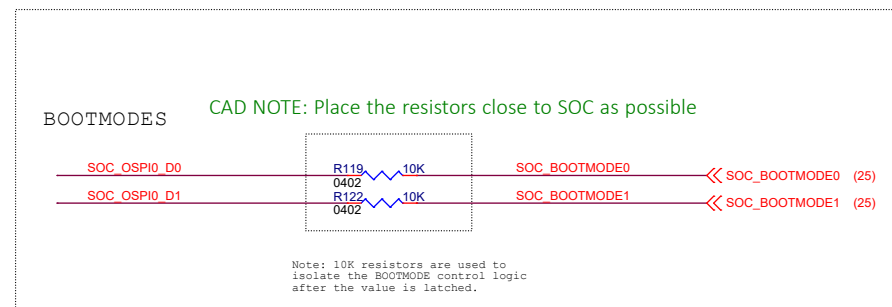 CAD NOTE: Place the resistors close to SOC as possible
BOOTMODES
SOC_OSPI0_D0 R119 10K SOC_BOOTMODE0 SOC_BOOTMODE0 (25)
0402
SOC_OSPI0_D1 R122 10K SOC_BOOTMODE1 SOC_BOOTMODE1 (25)
0402
Note: 10K resistors are used to
isolate the BOOTMODE control logic
after the value is latched.